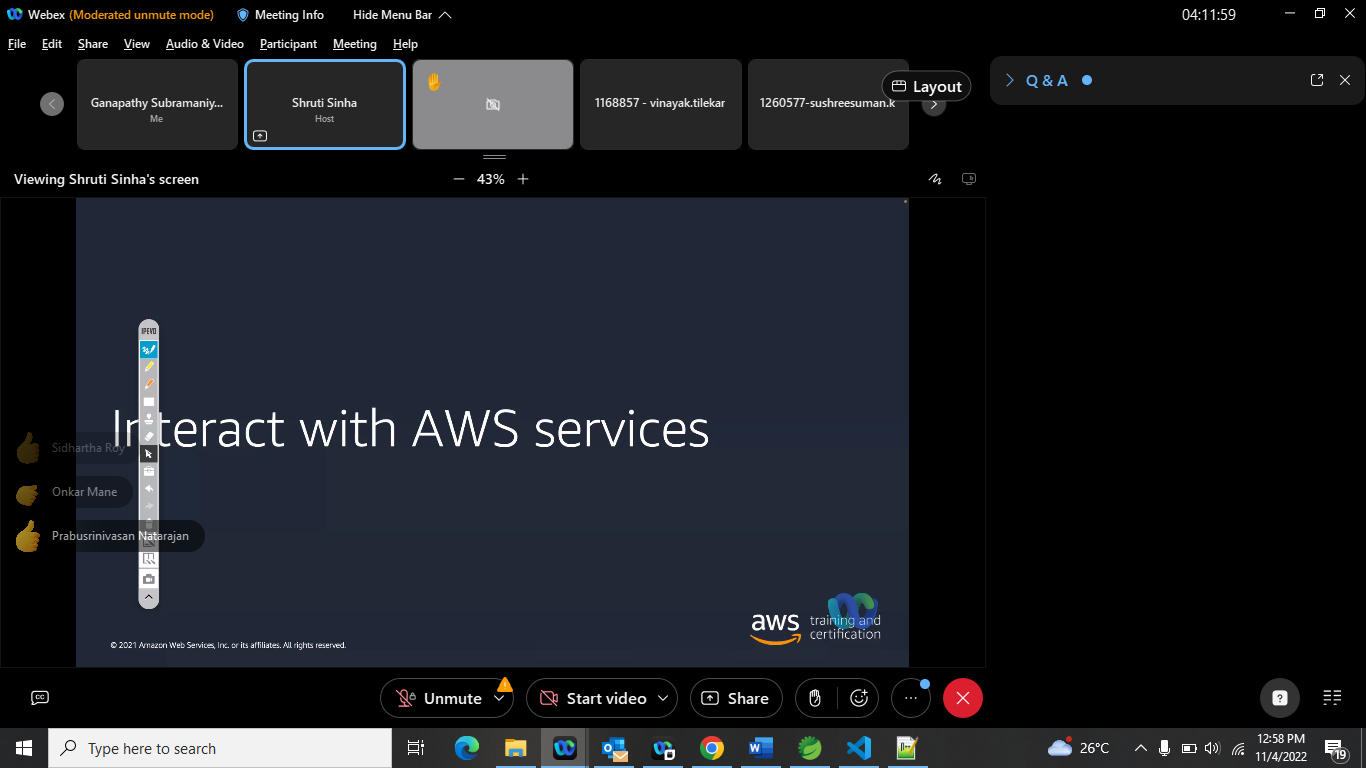 Webex (Moderated unmute mode) Meeting Info Hide Menu Bar 04:11:59
File Edit Share View Audio & Video Participant Meeting Help
Ganapathy Subramaniy...
Me
Shruti Sinha
Host
1168857 - vinayak.tilekar
1260577-sushreesuman.k
Layout
Q & A
Viewing Shruti Sinha's screen
43%
IPEVO
Interact with AWS services
Sidhartha Roy
Onkar Mane
Prabusrinivasan Natarajan
aws training and
certification
© 2021 Amazon Web Services, Inc. or its affiliates. All rights reserved.
CC
Unmute
Start video
Share
Type here to search
26°C
12:58 PM
11/4/2022
19